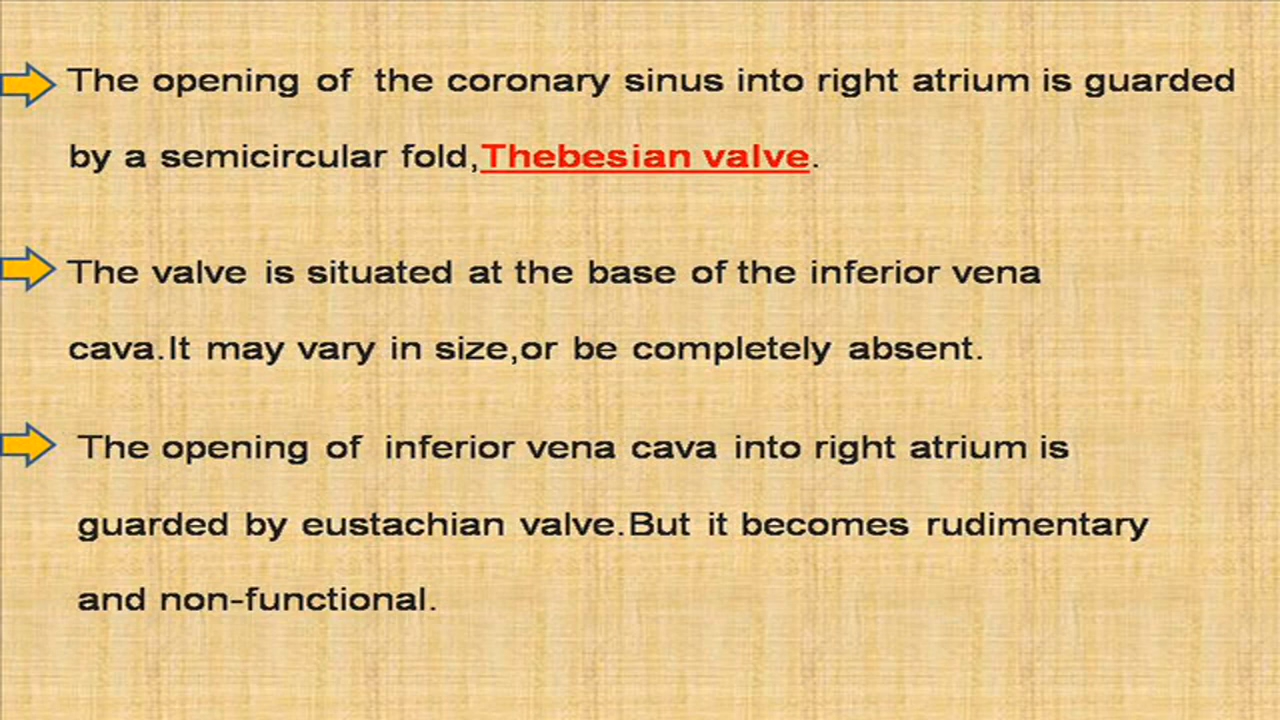 The opening of the coronary sinus into right atrium is guarded
by a semicircular fold,Thebesian valve.
The valve is situated at the base of the inferior vena
cava.It may vary in size,or be completely absent.
The opening of inferior vena cava into right atrium is
guarded by eustachian valve.But it becomes rudimentary
and non-functional.